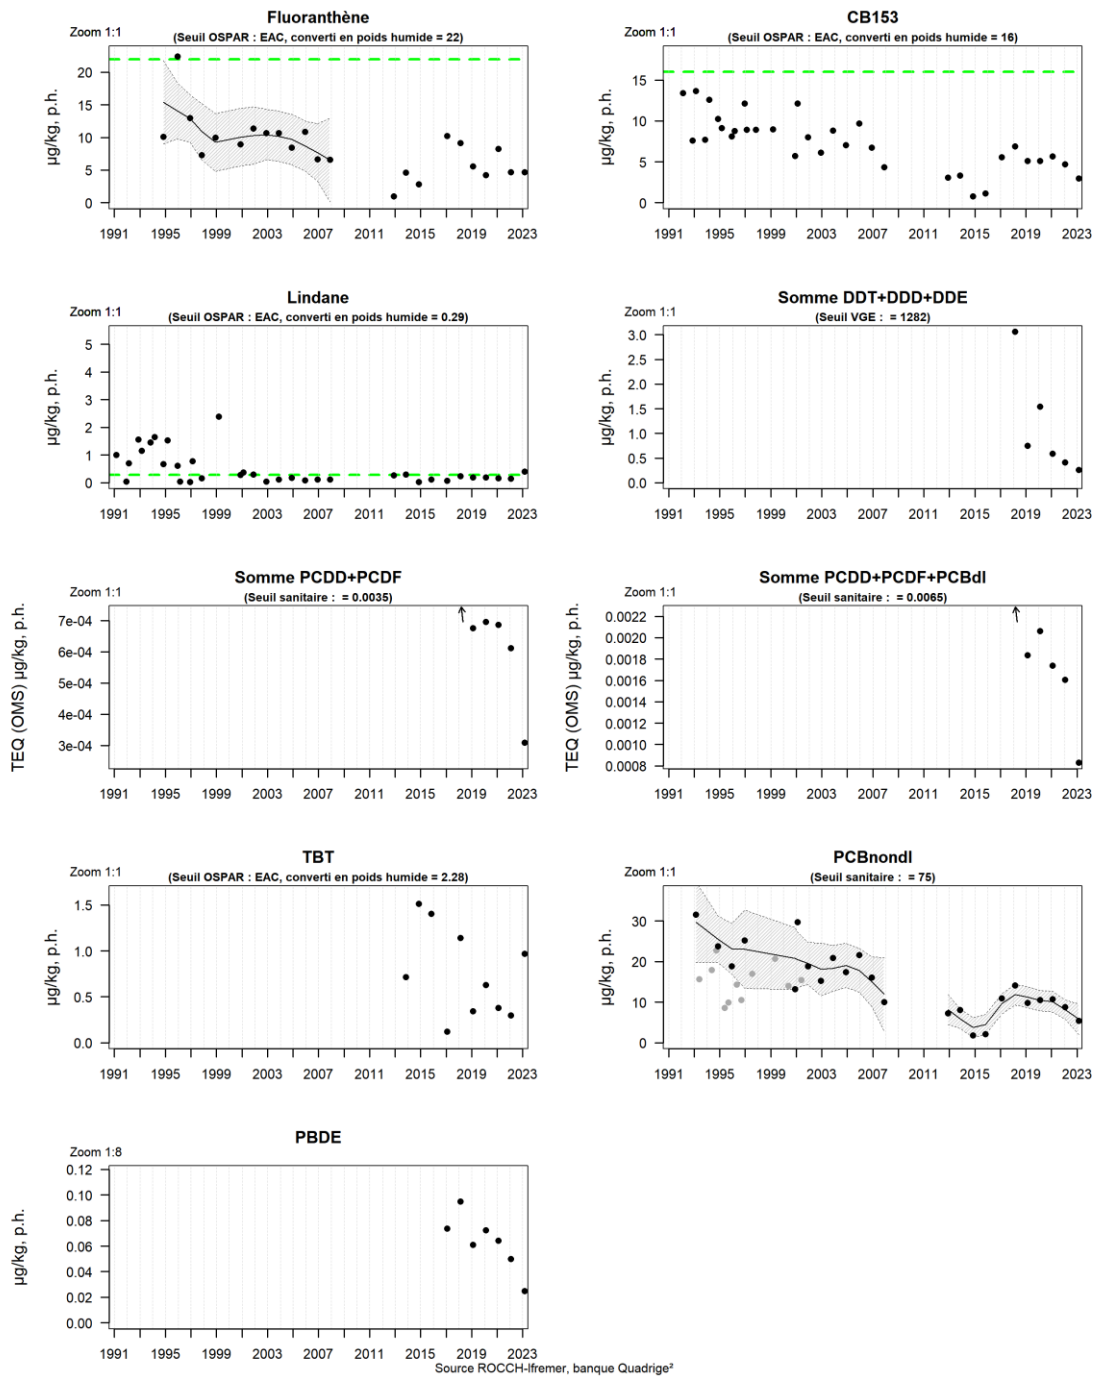 Fluoranthène
Zoom 1:1
(Seuil OSPAR : EAC, converti en poids humide = 22)
µg/kg, p.h.
20
15
10
5
0
1991 1995 1999 2003 2007 2011 2015 2019 2023
CB153
Zoom 1:1
(Seuil OSPAR : EAC, converti en poids humide = 16)
µg/kg, p.h.
15
10
5
0
1991 1995 1999 2003 2007 2011 2015 2019 2023
Lindane
Zoom 1:1
(Seuil OSPAR : EAC, converti en poids humide = 0.29)
µg/kg, p.h.
5
4
3
2
1
0
1991 1995 1999 2003 2007 2011 2015 2019 2023
Somme DDT+DDD+DDE
Zoom 1:1
(Seuil VGE : = 1282)
µg/kg, p.h.
3.0
2.5
2.0
1.5
1.0
0.5
0.0
1991 1995 1999 2003 2007 2011 2015 2019 2023
Somme PCDD+PCDF
Zoom 1:1
(Seuil sanitaire : = 0.0035)
TEQ (OMS) µg/kg, p.h.
7e-04
6e-04
5e-04
4e-04
3e-04
1991 1995 1999 2003 2007 2011 2015 2019 2023
Somme PCDD+PCDF+PCBdl
Zoom 1:1
(Seuil sanitaire : = 0.0065)
TEQ (OMS) µg/kg, p.h.
0.0022
0.0020
0.0018
0.0016
0.0014
0.0012
0.0010
0.0008
1991 1995 1999 2003 2007 2011 2015 2019 2023
TBT
Zoom 1:1
(Seuil OSPAR : EAC, converti en poids humide = 2.28)
µg/kg, p.h.
1.5
1.0
0.5
0.0
1991 1995 1999 2003 2007 2011 2015 2019 2023
PCBnondl
Zoom 1:1
(Seuil sanitaire : = 75)
µg/kg, p.h.
30
20
10
0
1991 1995 1999 2003 2007 2011 2015 2019 2023
PBDE
Zoom 1:8
µg/kg, p.h.
0.12
0.10
0.08
0.06
0.04
0.02
0.00
1991 1995 1999 2003 2007 2011 2015 2019 2023
Source ROCCH-Ifremer, banque Quadrige²